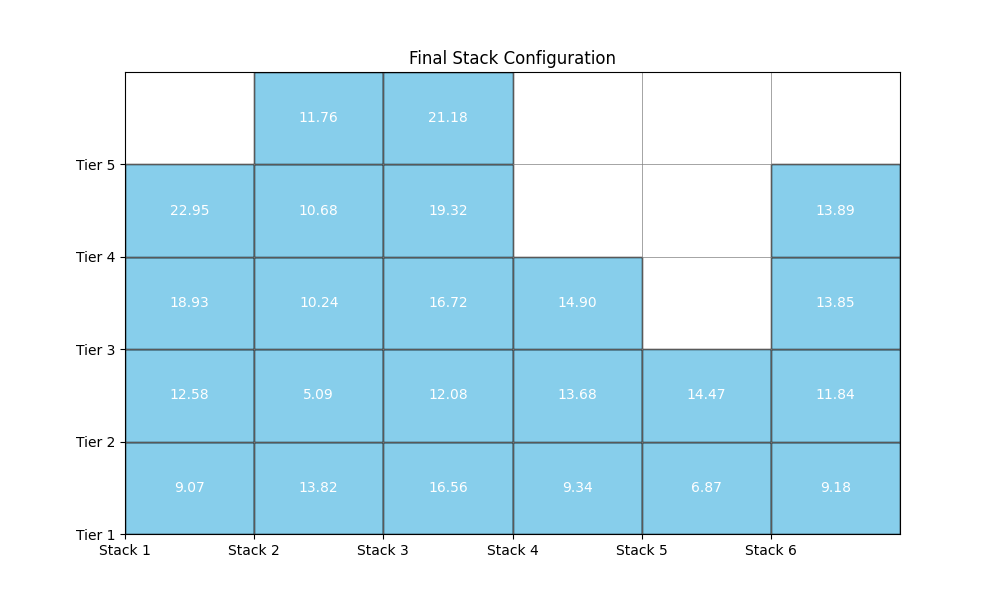 Final Stack Configuration
11.76 21.18
Tier 5
22.95 10.68 19.32 13.89
Tier 4
18.93 10.24 16.72 14.90 13.85
Tier 3
12.58 5.09 12.08 13.68 14.47 11.84
Tier 2
9.07 13.82 16.56 9.34 6.87 9.18
Tier 1
Stack 1 Stack 2 Stack 3 Stack 4 Stack 5 Stack 6